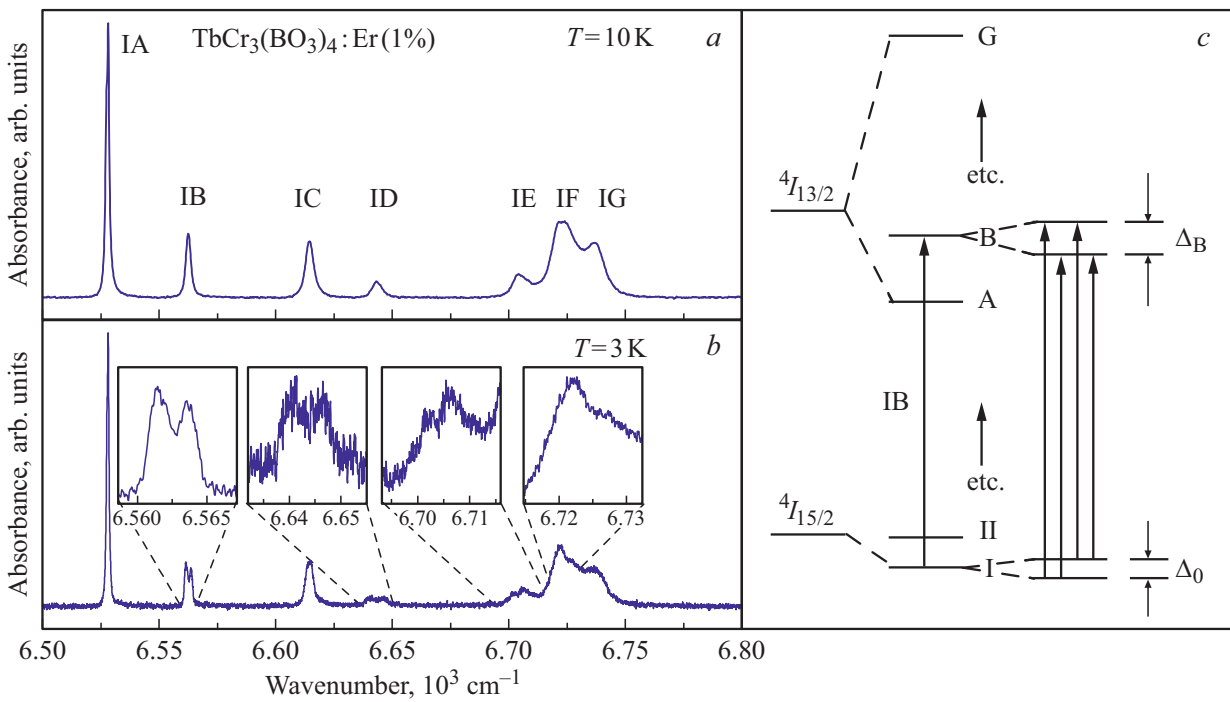 TbCr₃(BO₃)₄ : Er (1%)
T = 10 K
a
IA
IB
IC
ID
IE
IF
IG
Absorbance, arb. units
T = 3 K
b
6.560
6.565
6.64
6.65
6.70
6.71
6.72
6.73
Absorbance, arb. units
6.50
6.55
6.60
6.65
6.70
6.75
6.80
Wavenumber, 10³ cm⁻¹
c
G
etc.
⁴I₁₃/₂
B
Δ_B
A
IB
etc.
⁴I₁₅/₂
II
I
Δ₀